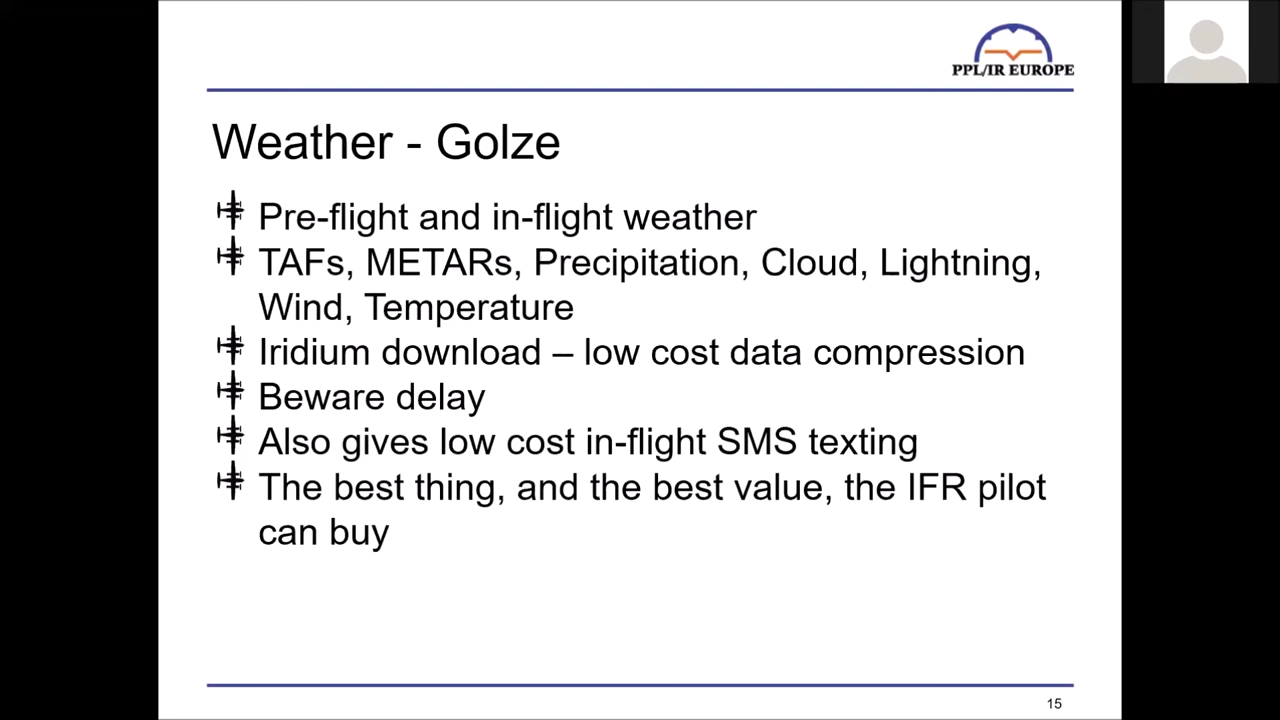 PPL/IR EUROPE
Weather - Golze
Pre-flight and in-flight weather
TAFs, METARs, Precipitation, Cloud, Lightning,
Wind, Temperature
Iridium download – low cost data compression
Beware delay
Also gives low cost in-flight SMS texting
The best thing, and the best value, the IFR pilot
can buy
15